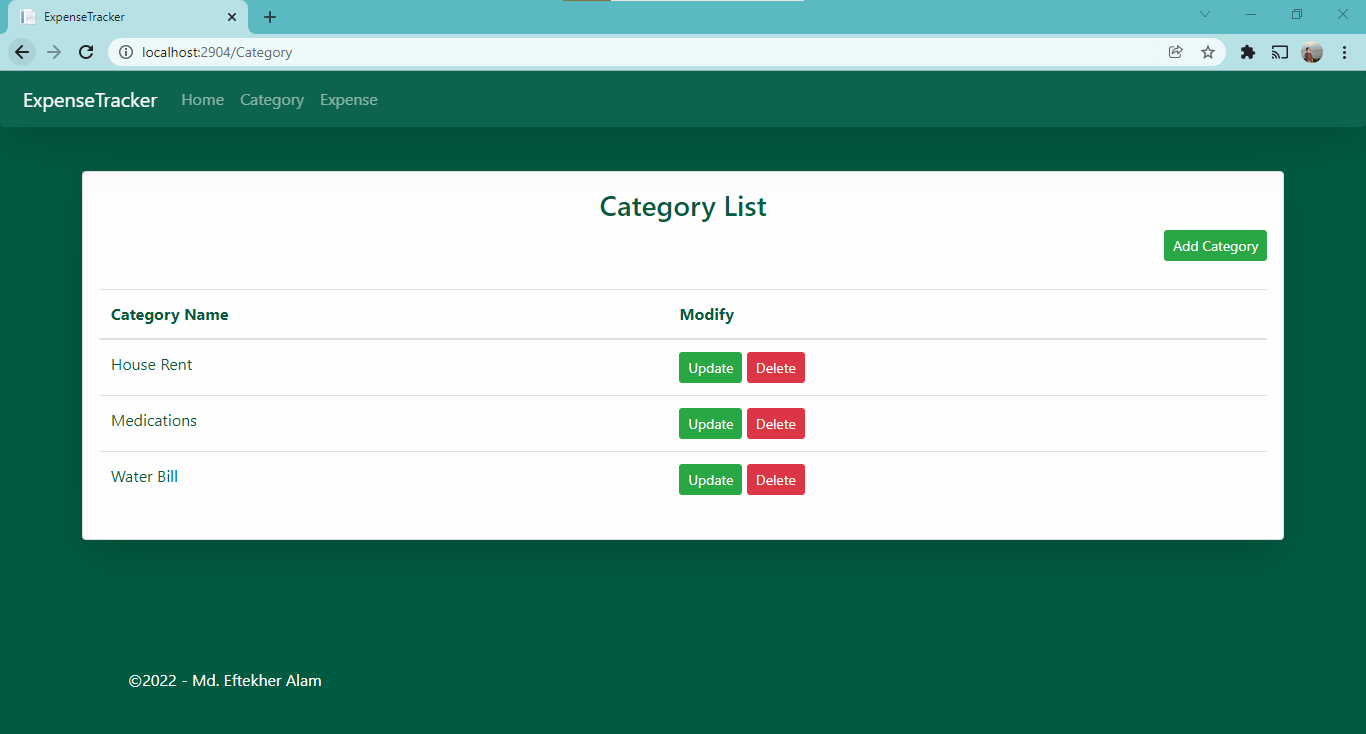 ExpenseTracker
localhost:2904/Category
ExpenseTracker Home Category Expense
Category List
Add Category
Category Name Modify
House Rent Update Delete
Medications Update Delete
Water Bill Update Delete
©2022 - Md. Eftekher Alam